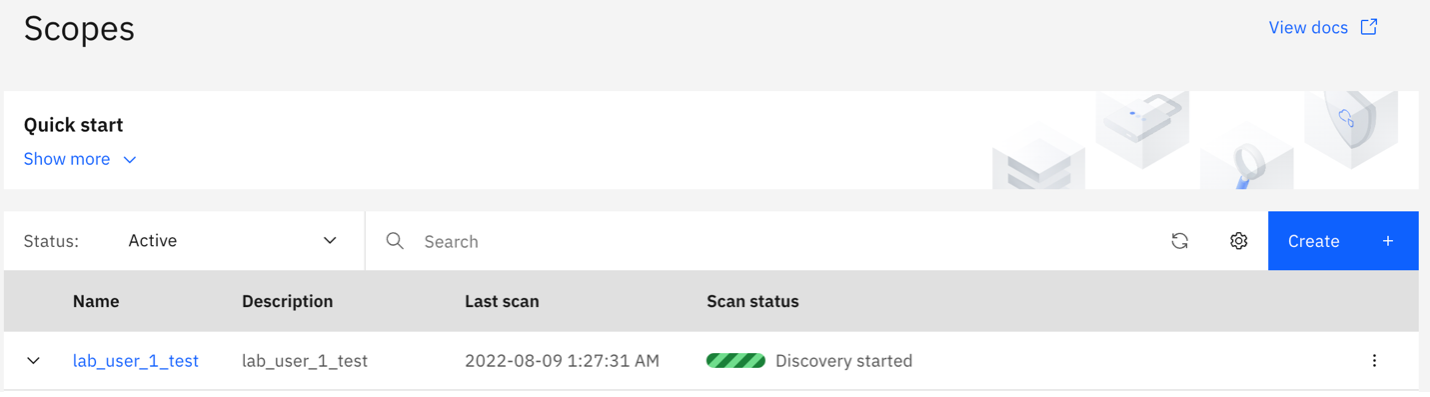 Scopes
View docs
Quick start
Show more
Status: Active Search Create +
Name Description Last scan Scan status
lab_user_1_test lab_user_1_test 2022-08-09 1:27:31 AM Discovery started